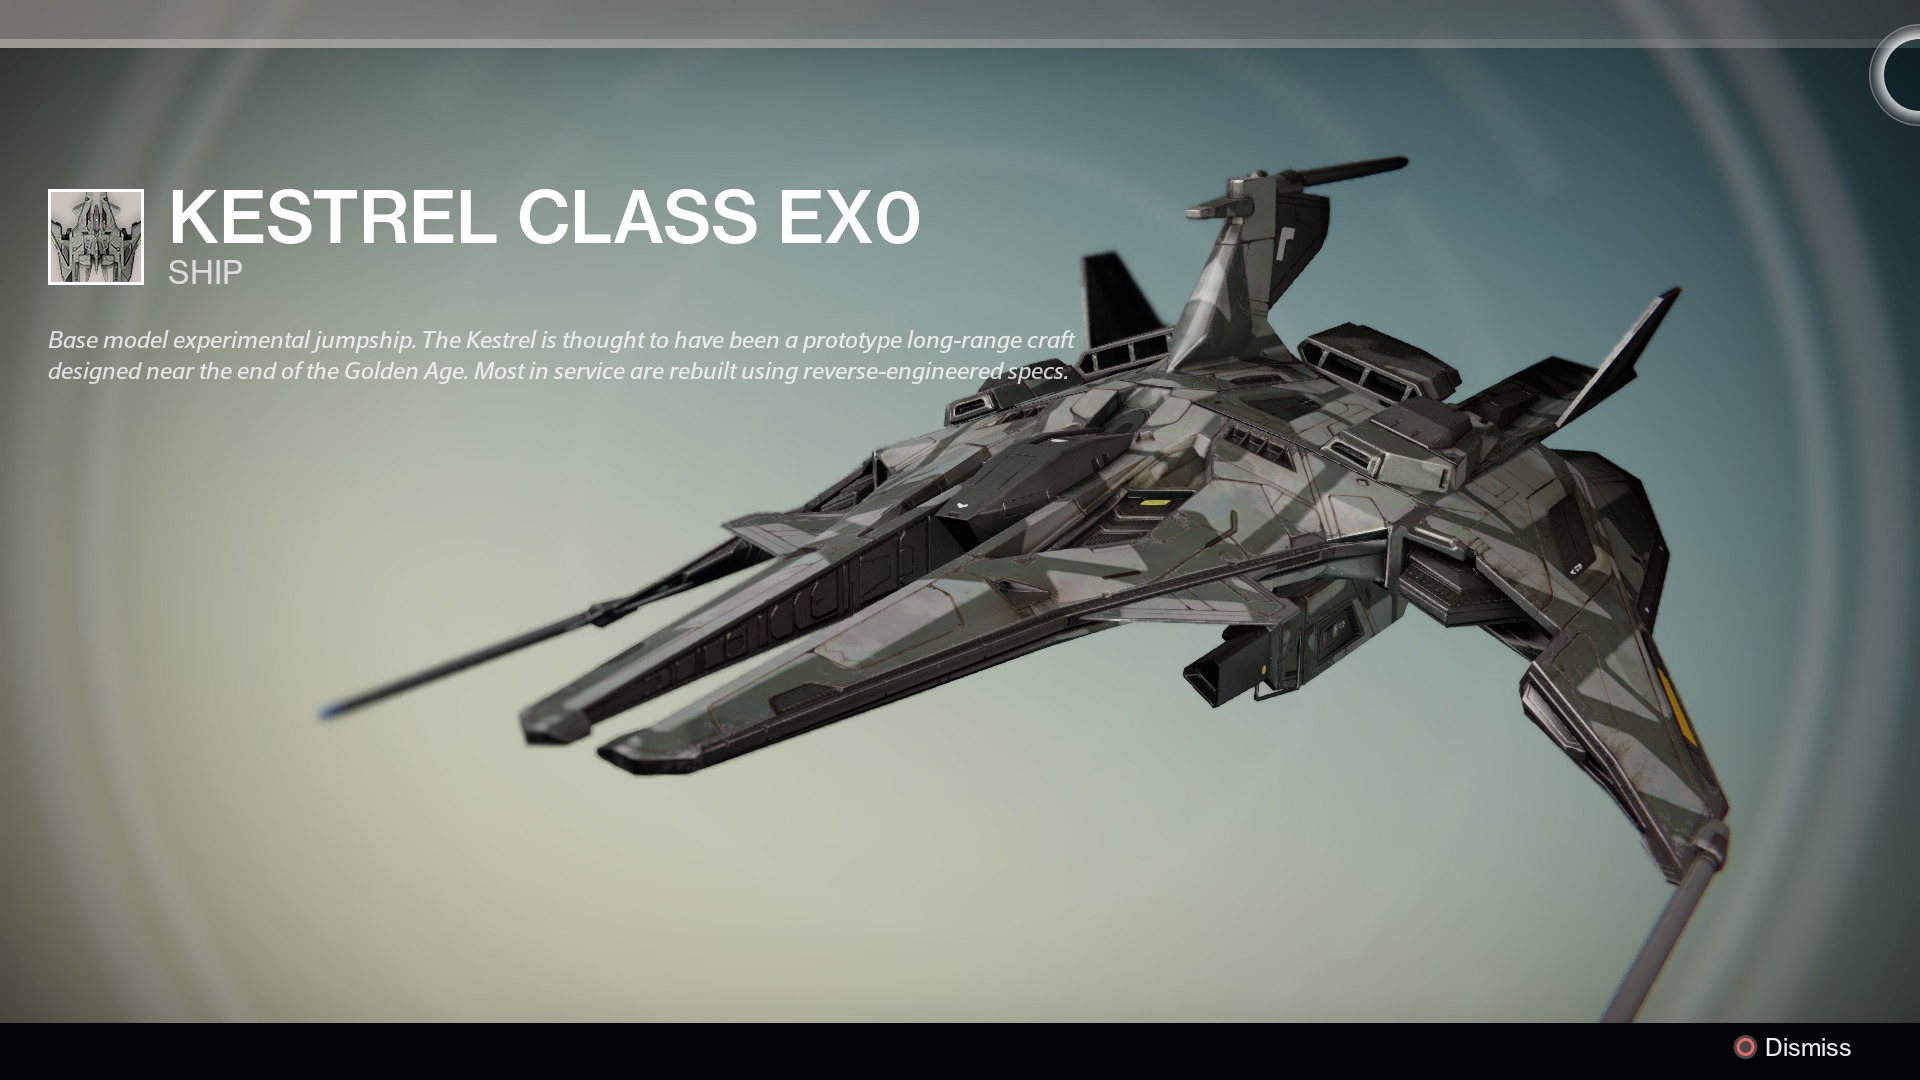 KESTREL CLASS EX0
SHIP
Base model experimental jumpship. The Kestrel is thought to have been a prototype long-range craft
designed near the end of the Golden Age. Most in service are rebuilt using reverse-engineered specs.
Dismiss